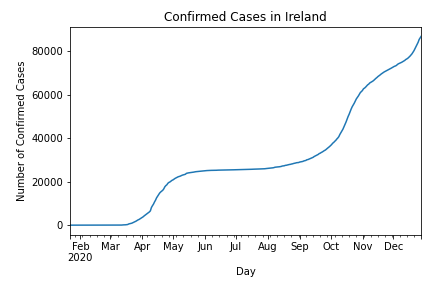 Confirmed Cases in Ireland
Number of Confirmed Cases
80000
60000
40000
20000
0
Feb Mar Apr May Jun Jul Aug Sep Oct Nov Dec
2020
Day